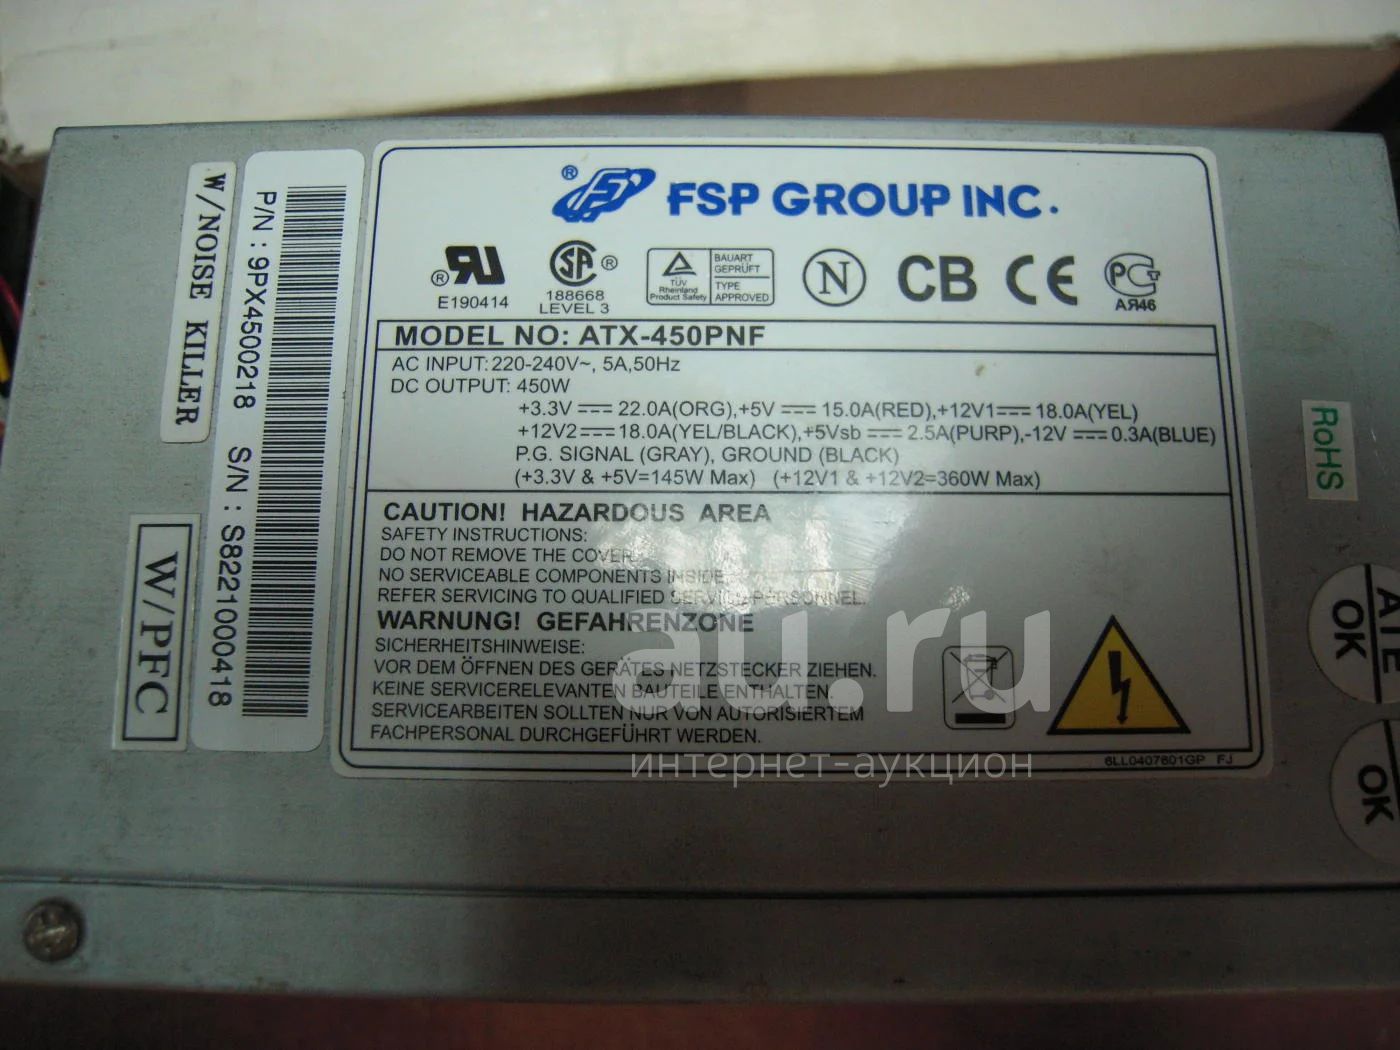 W/NOISE KILLER
P/N : 9PX4500218 S/N : S8221000418
W/PFC
® FSP GROUP INC.
® RU
E190414
SA ®
188668
LEVEL 3
TÜV
Rheinland
Product Safety
BAUART
GEPRÜFT
TYPE
APPROVED
N
CB
CE
PC
АЯ46
MODEL NO: ATX-450PNF
AC INPUT: 220-240V~, 5A,50Hz
DC OUTPUT: 450W
+3.3V ⎓ 22.0A(ORG),+5V ⎓ 15.0A(RED),+12V1⎓ 18.0A(YEL)
+12V2⎓18.0A(YEL/BLACK),+5Vsb ⎓ 2.5A(PURP),-12V ⎓0.3A(BLUE)
P.G. SIGNAL (GRAY), GROUND (BLACK)
(+3.3V & +5V=145W Max) (+12V1 & +12V2=360W Max)
CAUTION! HAZARDOUS AREA
SAFETY INSTRUCTIONS:
DO NOT REMOVE THE COVER.
NO SERVICEABLE COMPONENTS INSIDE.
REFER SERVICING TO QUALIFIED SERVICE PERSONNEL.
WARNUNG! GEFAHRENZONE
SICHERHEITSHINWEISE:
VOR DEM ÖFFNEN DES GERÄTES NETZSTECKER ZIEHEN.
KEINE SERVICERELEVANTEN BAUTEILE ENTHALTEN.
SERVICEARBEITEN SOLLTEN NUR VON AUTORISIERTEM
FACHPERSONAL DURCHGEFÜHRT WERDEN.
6LL0407601GP FJ
RoHS
ATE
OK
OK
au.ru
интернет-аукцион